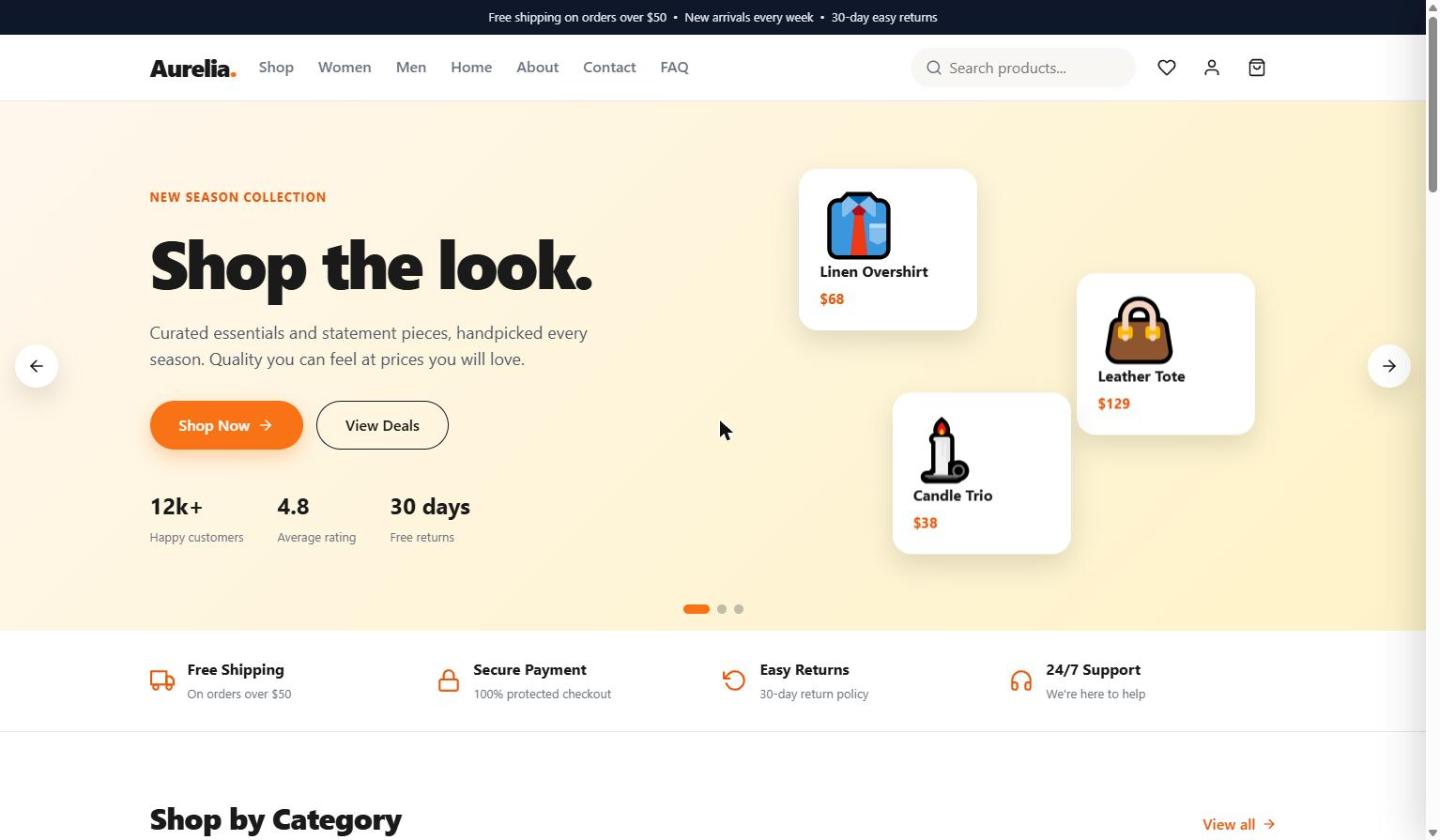 Free shipping on orders over $50 • New arrivals every week • 30-day easy returns
Aurelia. Shop Women Men Home About Contact FAQ Search products...
NEW SEASON COLLECTION
Shop the look.
Curated essentials and statement pieces, handpicked every
season. Quality you can feel at prices you will love.
Shop Now View Deals
12k+ 4.8 30 days
Happy customers Average rating Free returns
Linen Overshirt
$68
Leather Tote
$129
Candle Trio
$38
Free Shipping
On orders over $50
Secure Payment
100% protected checkout
Easy Returns
30-day return policy
24/7 Support
We're here to help
Shop by Category
View all